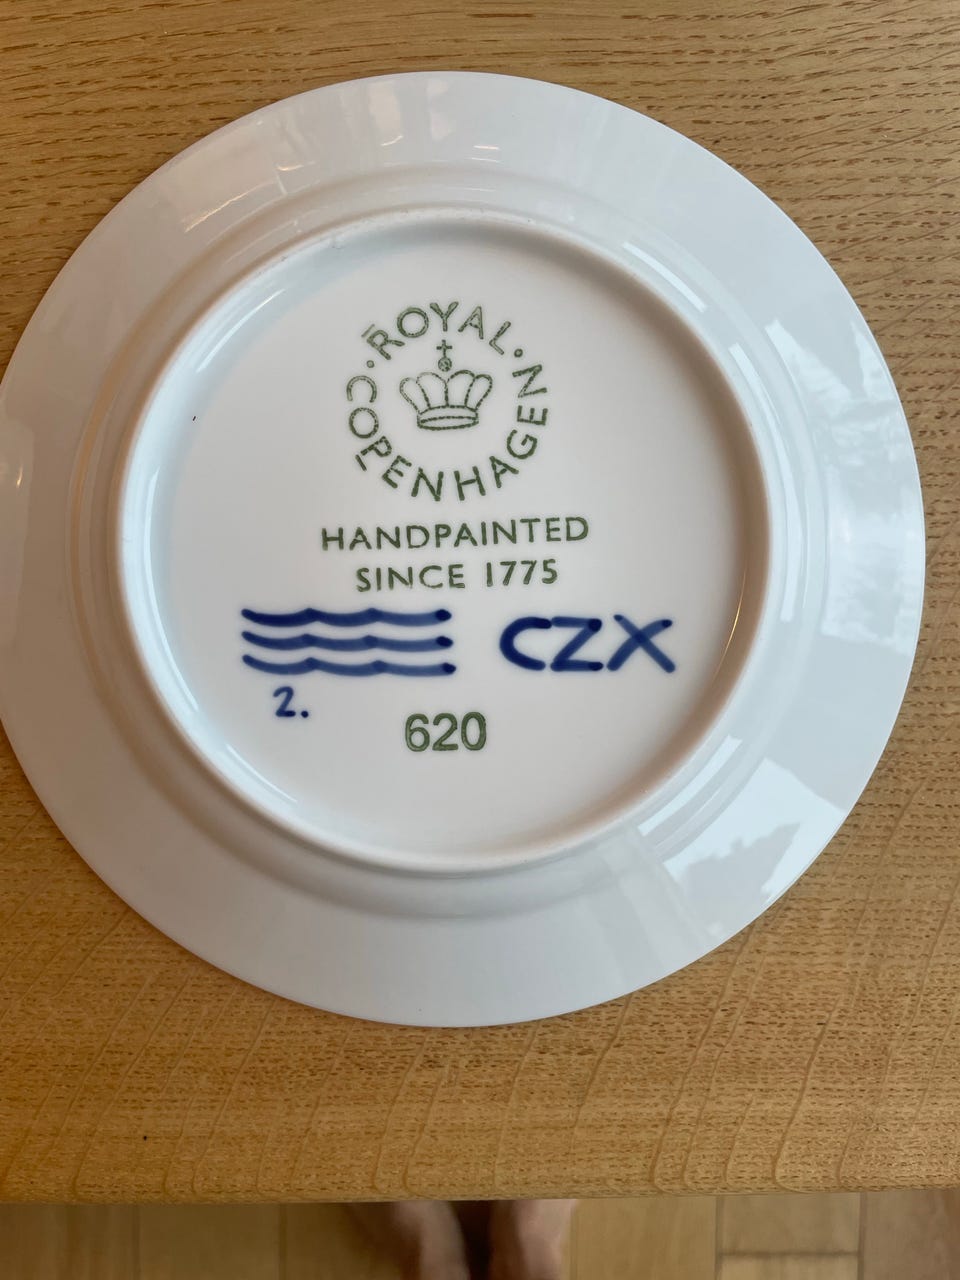 ROYAL
COPENHAGEN
HANDPAINTED
SINCE 1775
CZX
2.
620